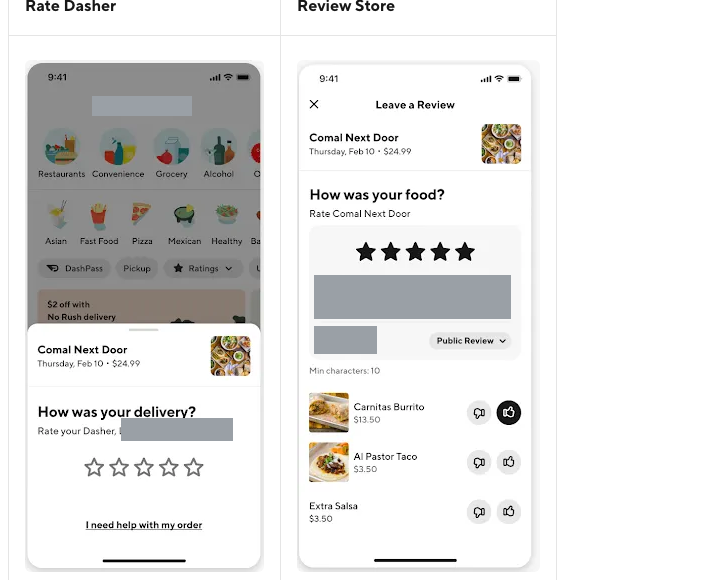 Rate Dasher
Review Store
9:41
Restaurants Convenience Grocery Alcohol
Asian Fast Food Pizza Mexican Healthy Ba
DashPass Pickup Ratings
$2 off with
No Rush delivery
Comal Next Door
Thursday, Feb 10 • $24.99
How was your delivery?
Rate your Dasher,
I need help with my order
9:41
Leave a Review
Comal Next Door
Thursday, Feb 10 • $24.99
How was your food?
Rate Comal Next Door
Public Review
Min characters: 10
Carnitas Burrito
$13.50
Al Pastor Taco
$3.50
Extra Salsa
$3.50